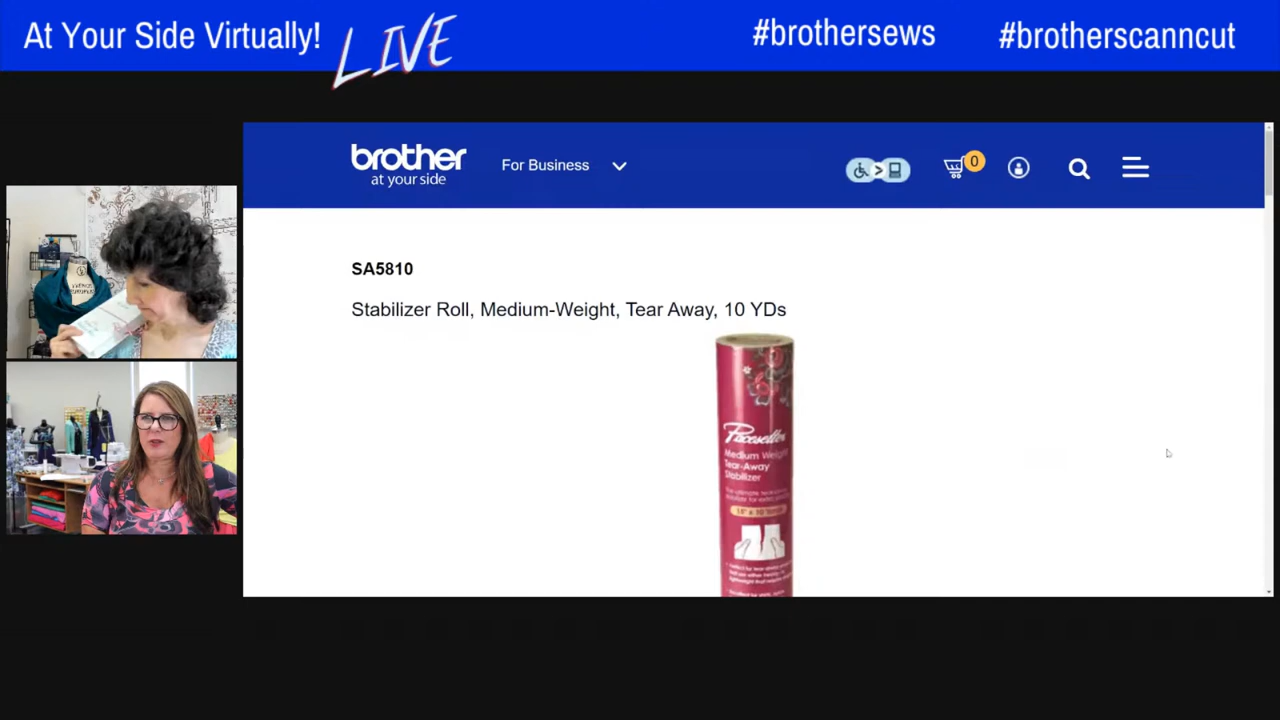 At Your Side Virtually!
LIVE
#brothersews
#brotherscanncut
brother
at your side
For Business
0
SA5810
Stabilizer Roll, Medium-Weight, Tear Away, 10 YDs
Pacesetter
Medium Weight
Tear-Away
Stabilizer